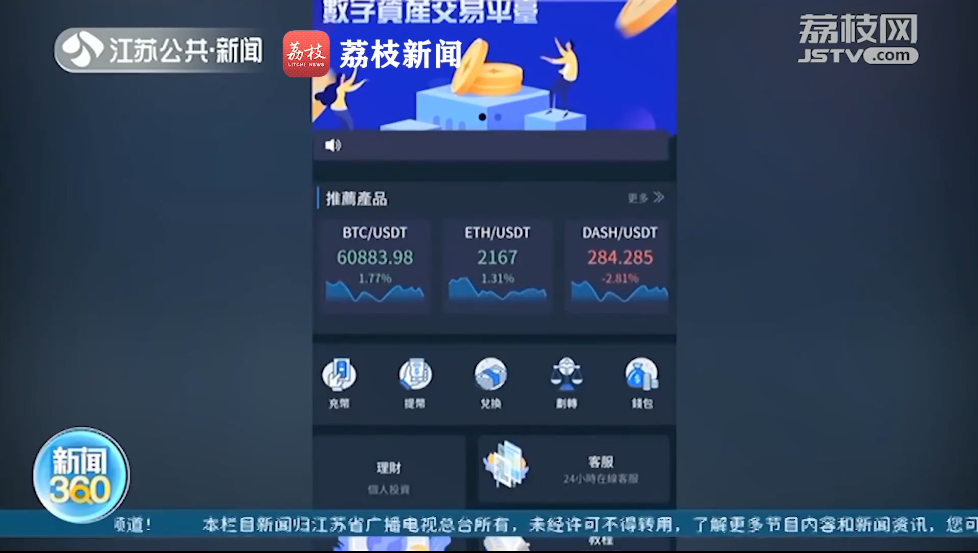 數字資產交易平臺
江苏公共·新闻
荔枝
LITCHI NEWS
荔枝新闻
荔枝网
JSTV.com
推薦產品
更多
BTC/USDT
ETH/USDT
DASH/USDT
60883.98
2167
284.285
1.77%
1.31%
-2.81%
充幣
提幣
兌換
劃轉
錢包
理財
個人投資
客服
24小時在線客服
新闻
360
频道！ 本栏目新闻归江苏省广播电视总台所有，未经许可不得转用，了解更多节目内容和新闻资讯，您可
教程